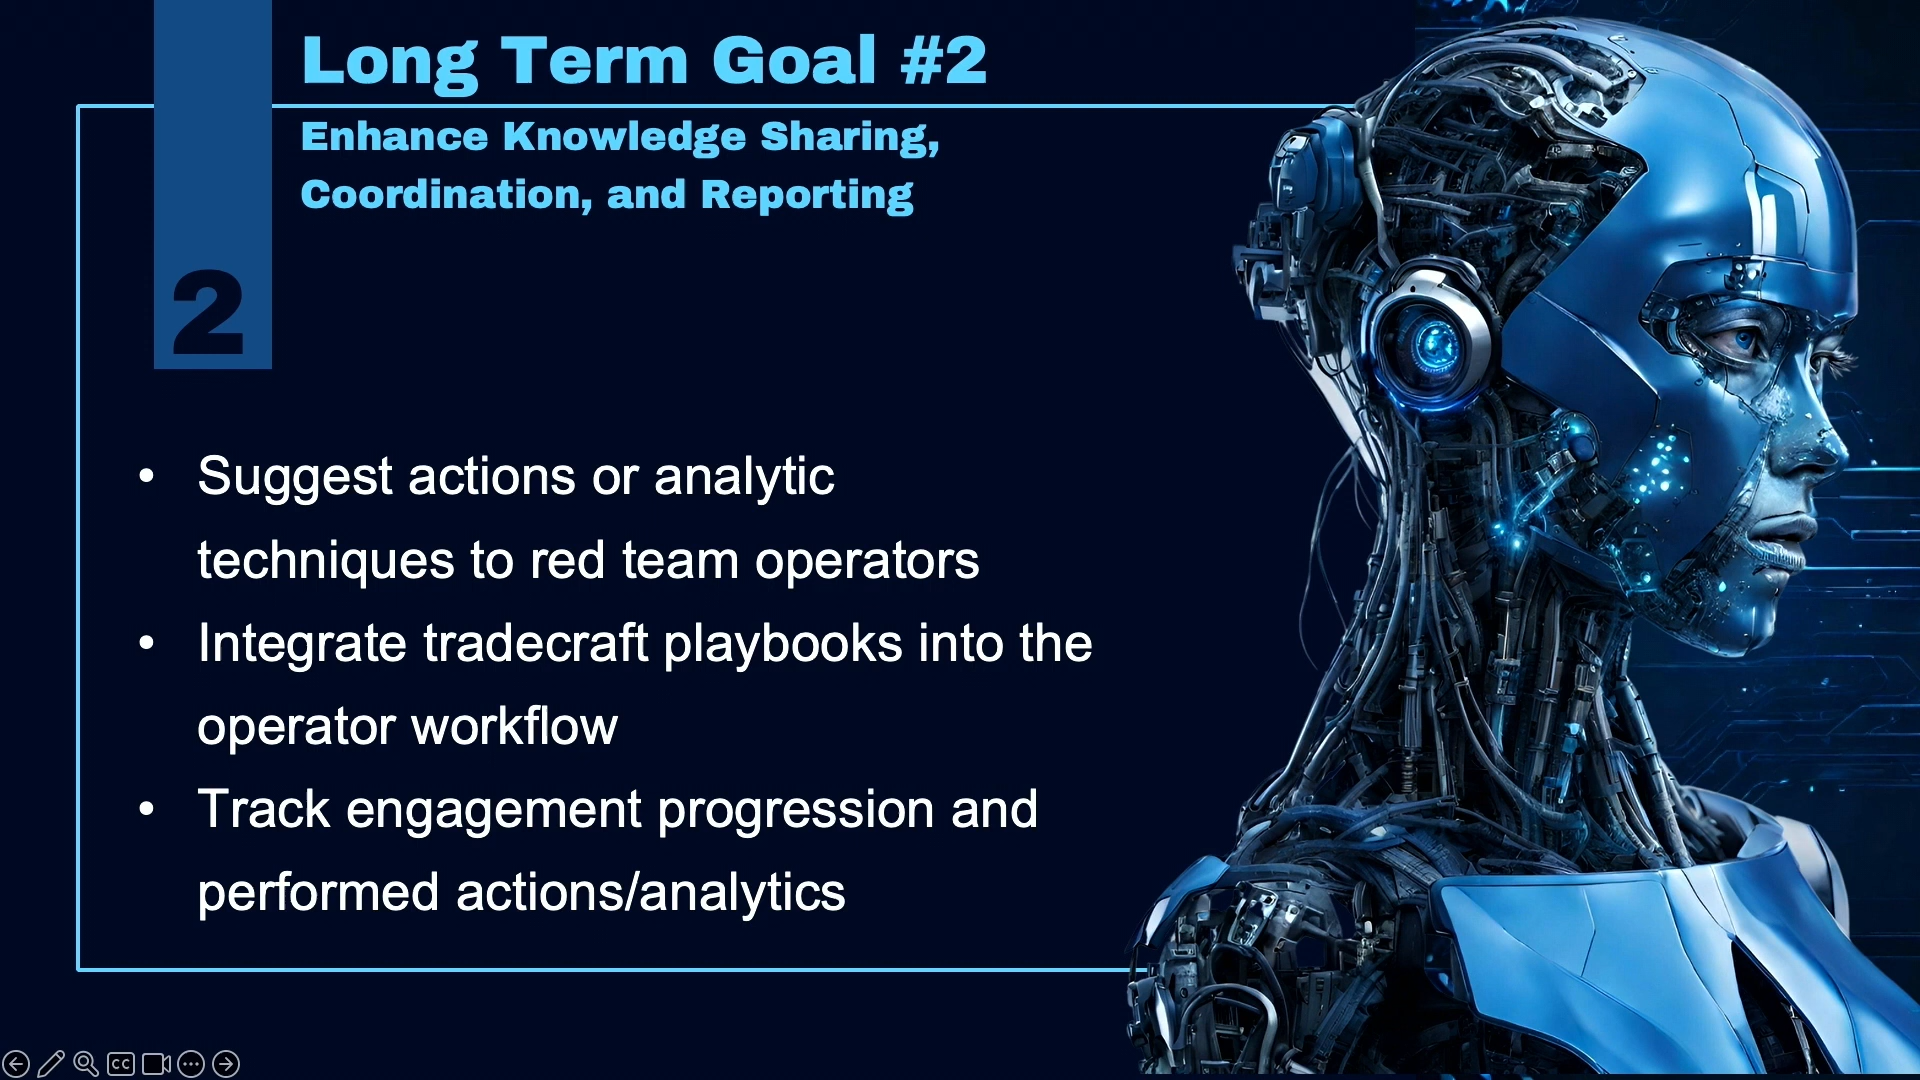 Long Term Goal #2
Enhance Knowledge Sharing,
Coordination, and Reporting
2
• Suggest actions or analytic
techniques to red team operators
• Integrate tradecraft playbooks into the
operator workflow
• Track engagement progression and
performed actions/analytics
CC